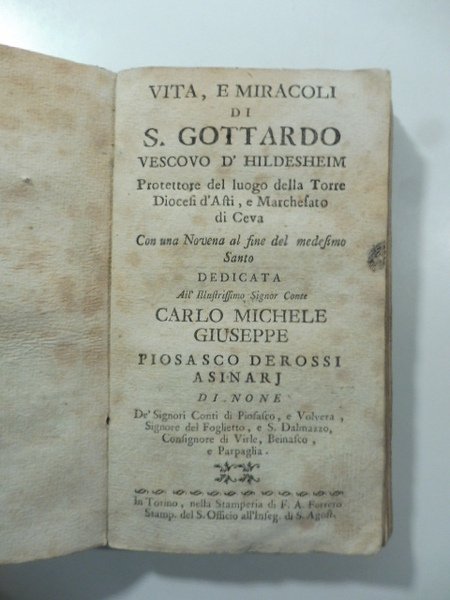 VITA, E MIRACOLI
DI
S. GOTTARDO
VESCOVO D' HILDESHEIM
Protettore del luogo della Torre
Diocesi d'Asti, e Marchesato
di Ceva
Con una Novena al fine del medesimo
Santo
DEDICATA
All' Illustrissimo Signor Conte
CARLO MICHELE
GIUSEPPE
PIOSASCO DEROSSI
ASINARJ
DI NONE
De' Signori Conti di Piosasco, e Volvera,
Signore del Foglietto, e S. Dalmazzo,
Consignore di Virle, Beinasco,
e Parpaglia.
In Torino, nella Stamperia di F. A. Ferrero
Stamp. del S. Officio all'Inseg. di S. Agost.